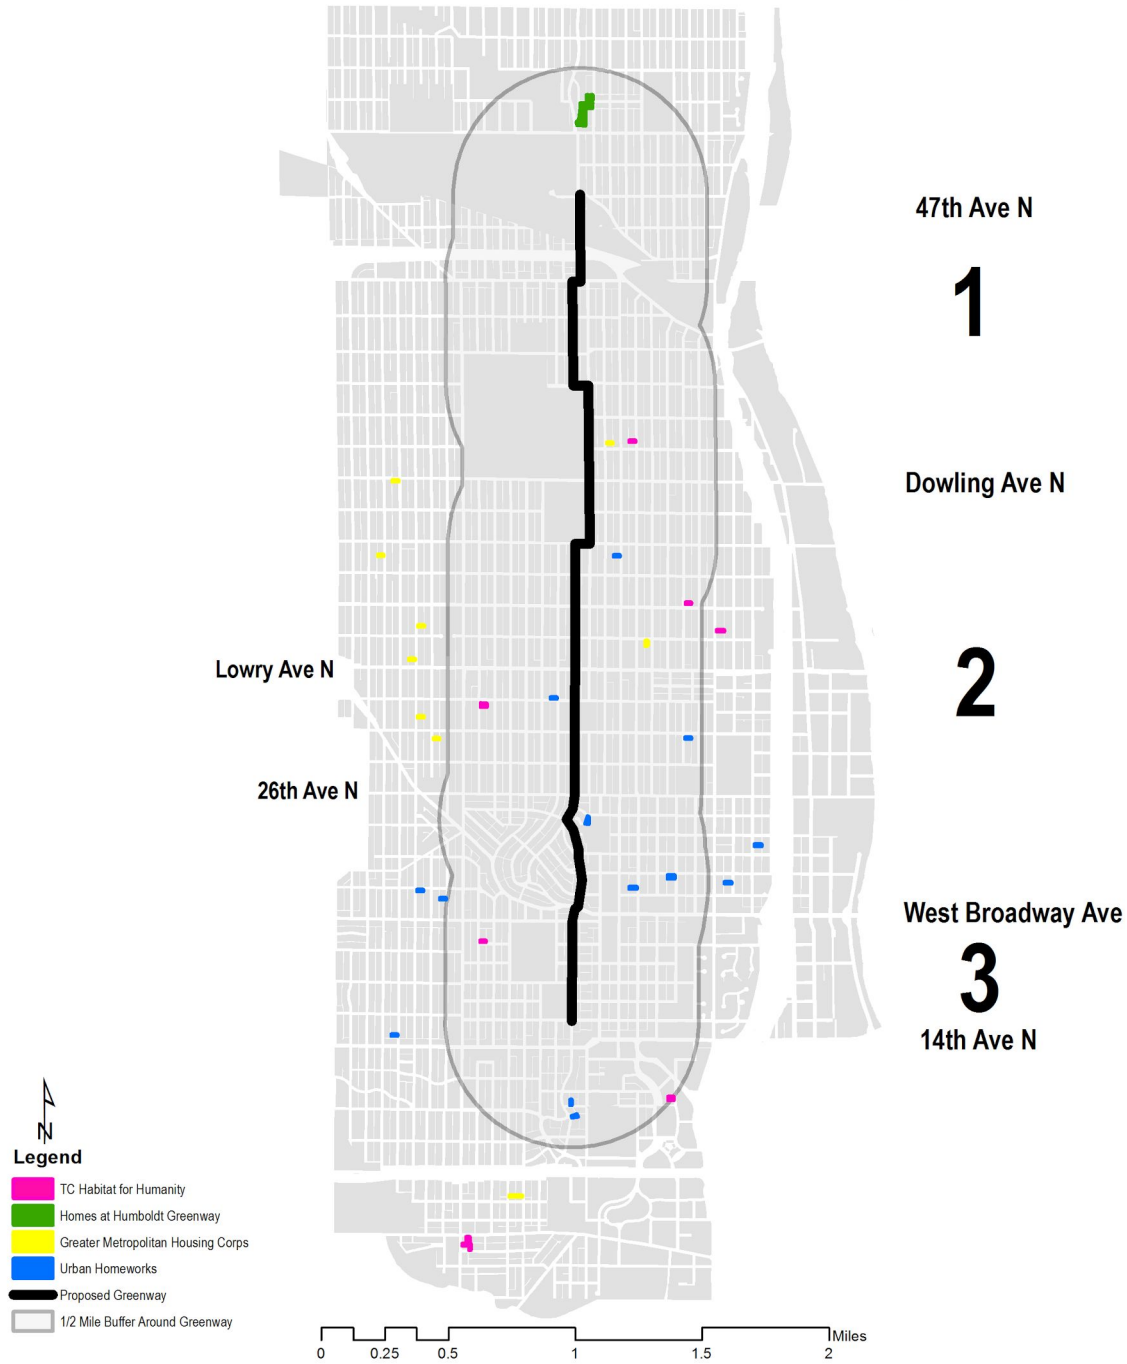 47th Ave N
1
Dowling Ave N
Lowry Ave N
2
26th Ave N
West Broadway Ave
3
14th Ave N
N
Legend
TC Habitat for Humanity
Homes at Humboldt Greenway
Greater Metropolitan Housing Corps
Urban Homeworks
Proposed Greenway
1/2 Mile Buffer Around Greenway
Miles
0 0.25 0.5 1 1.5 2